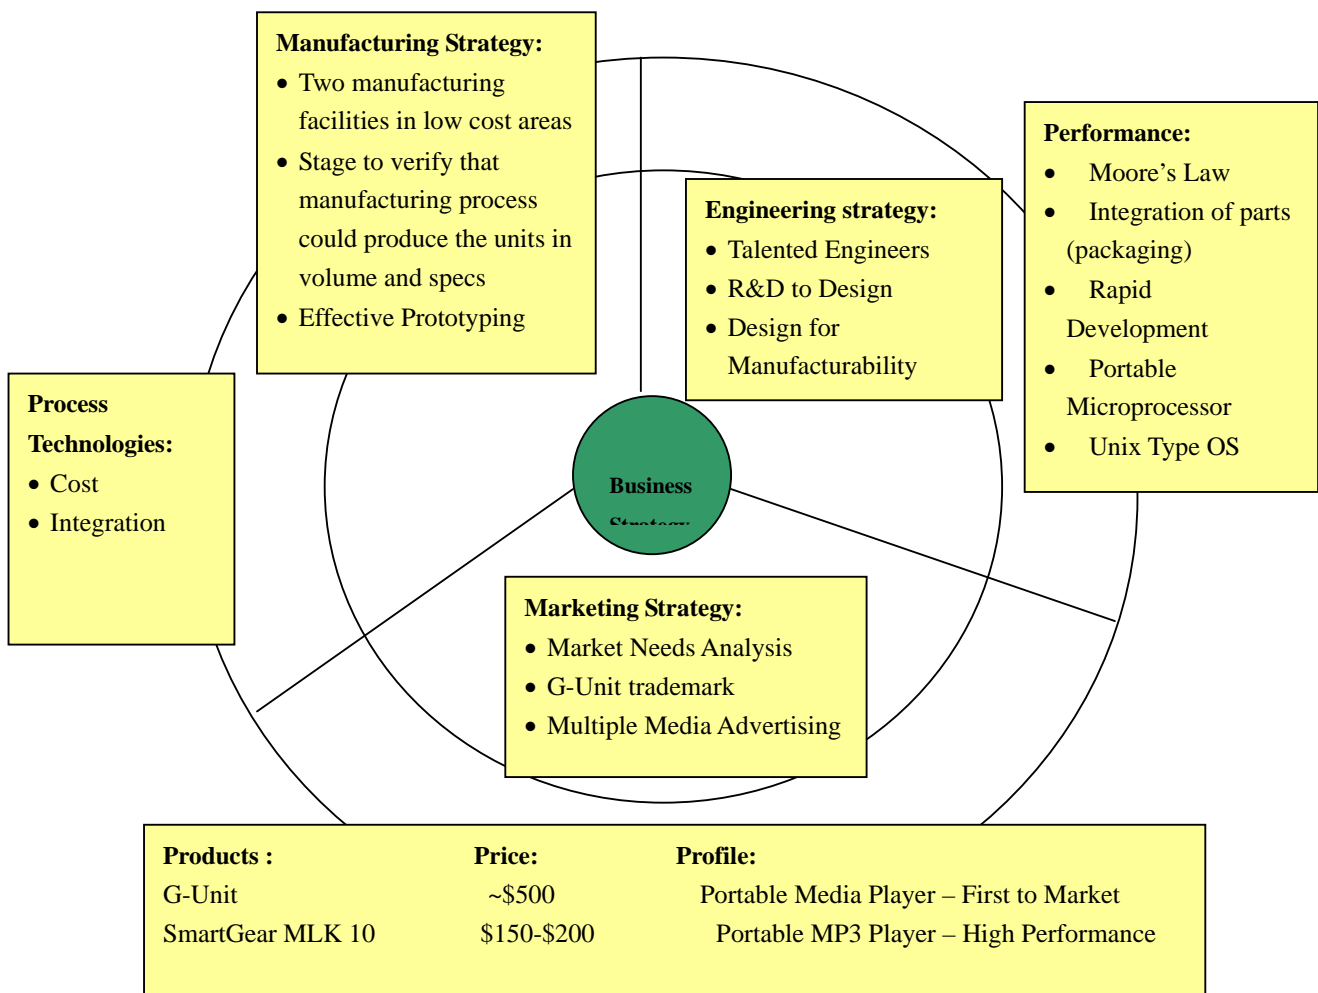 Manufacturing Strategy:
• Two manufacturing
facilities in low cost areas
• Stage to verify that
manufacturing process
could produce the units in
volume and specs
• Effective Prototyping
Performance:
• Moore’s Law
• Integration of parts
(packaging)
• Rapid
Development
• Portable
Microprocessor
• Unix Type OS
Engineering strategy:
• Talented Engineers
• R&D to Design
• Design for
Manufacturability
Process
Technologies:
• Cost
• Integration
Business
Strategy
Marketing Strategy:
• Market Needs Analysis
• G-Unit trademark
• Multiple Media Advertising
Products : Price: Profile:
G-Unit ~$500 Portable Media Player – First to Market
SmartGear MLK 10 $150-$200 Portable MP3 Player – High Performance